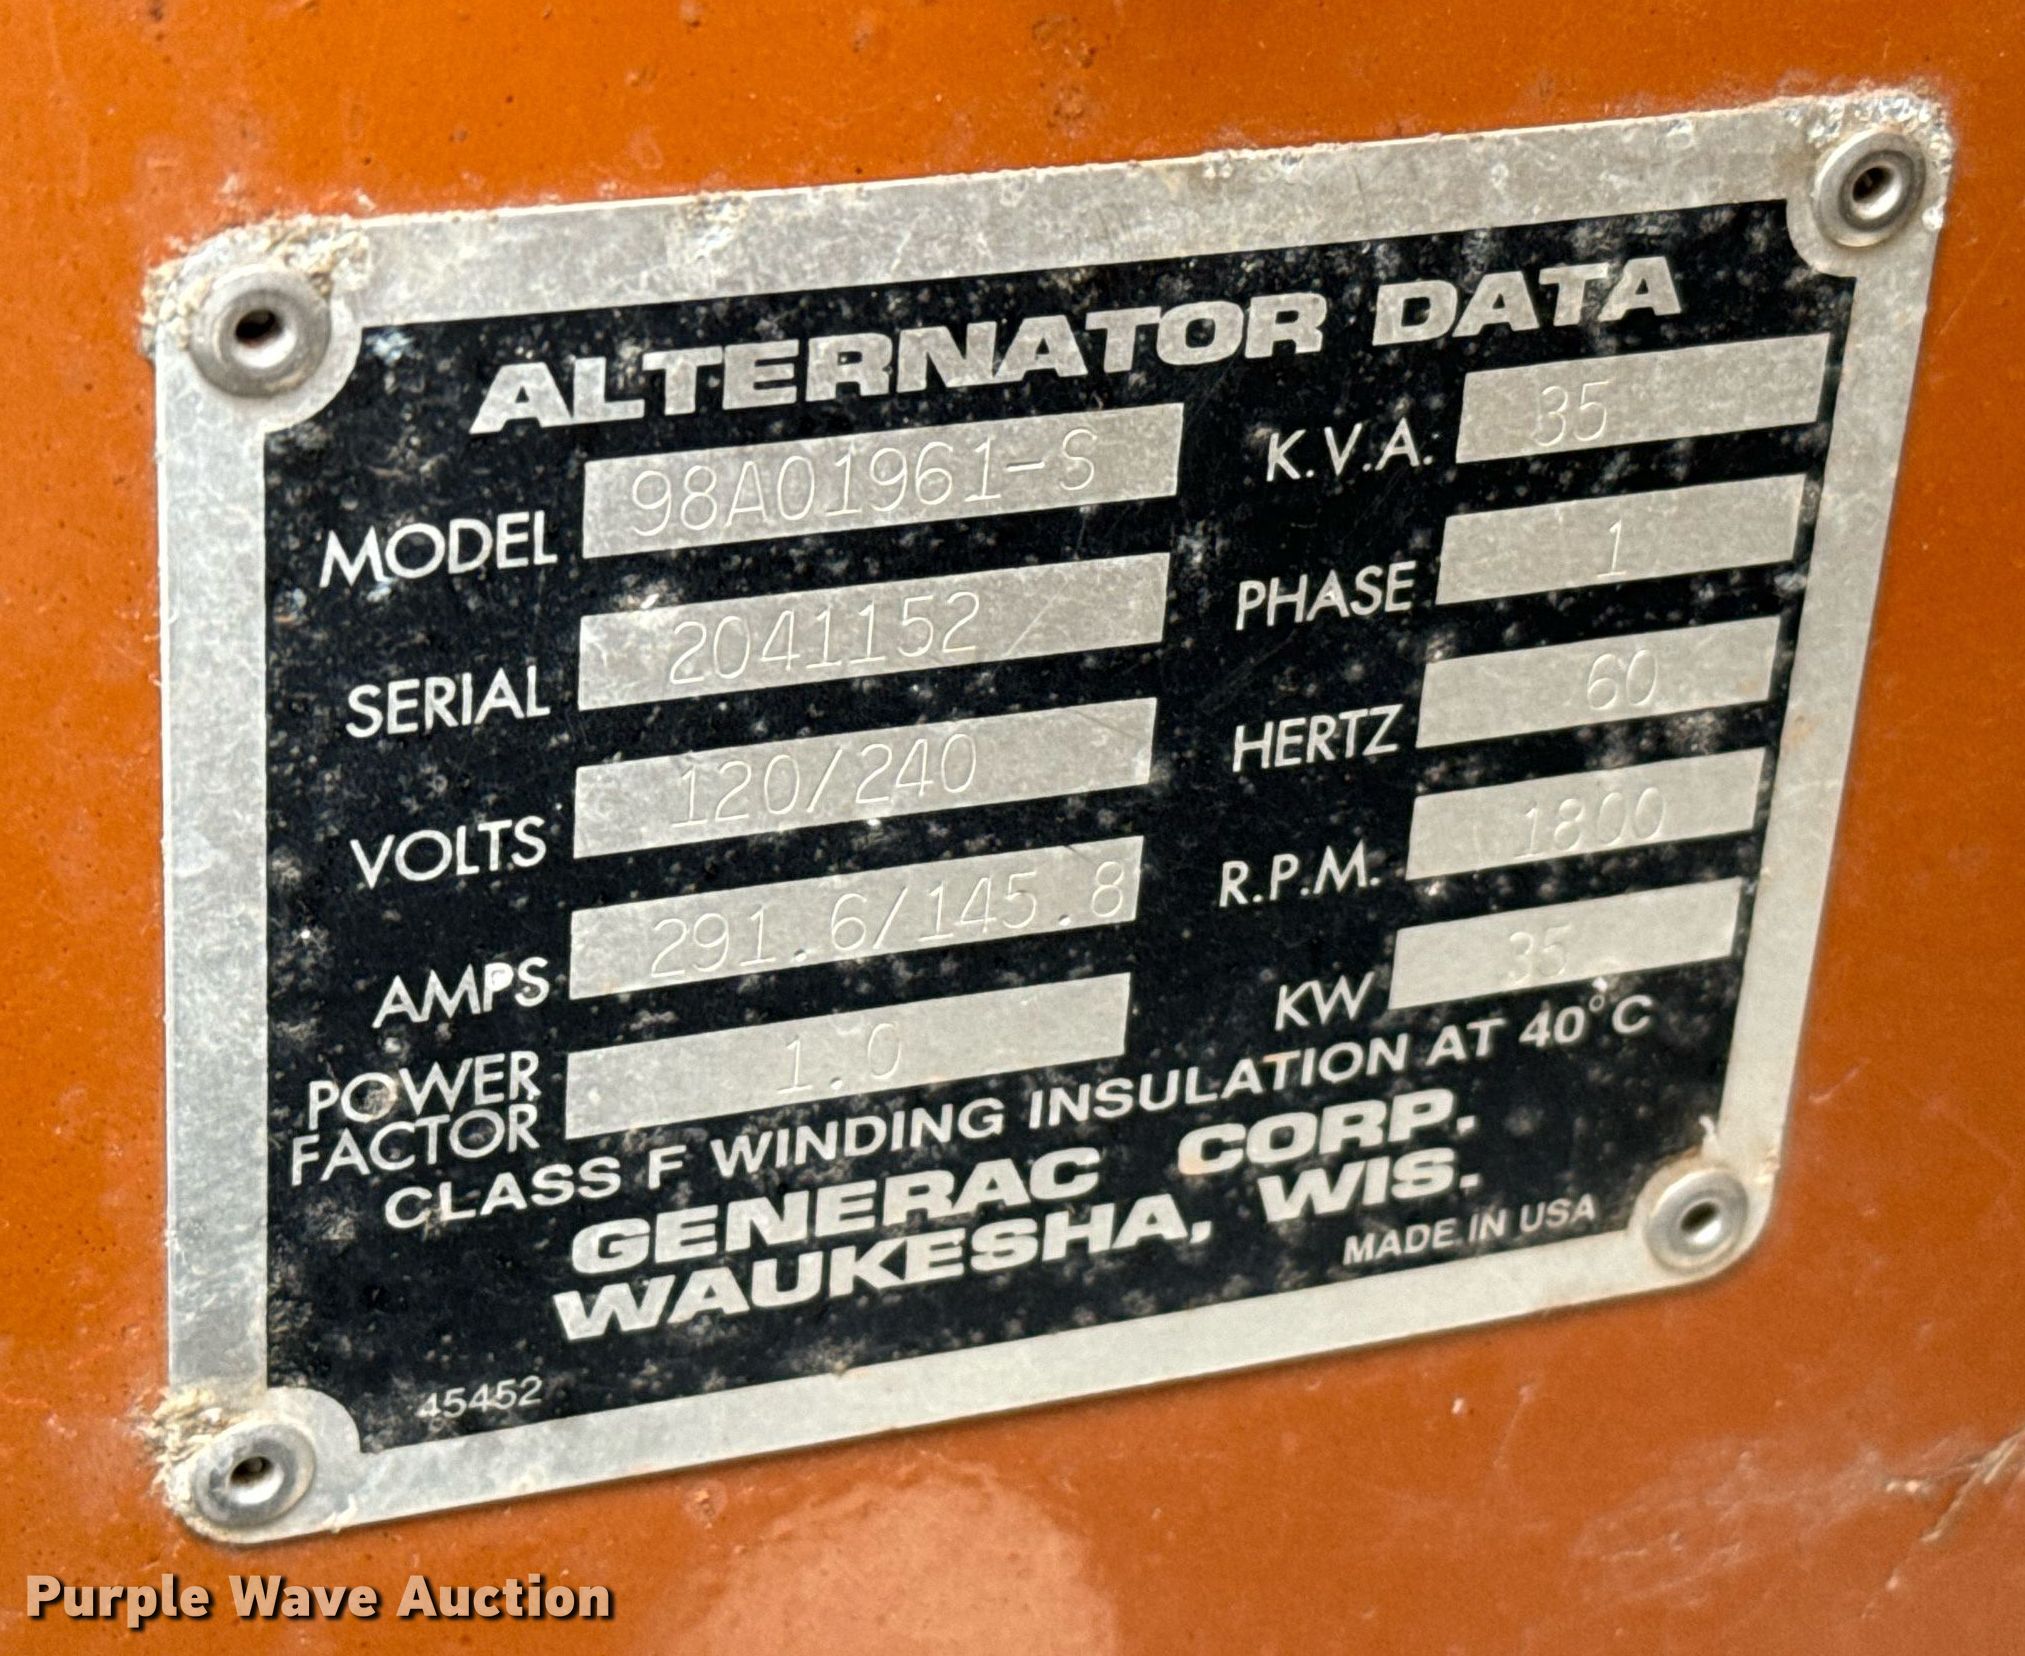 ALTERNATOR DATA
MODEL 98A01961-S
SERIAL 2041152
VOLTS 120/240
AMPS 291.6/145.8
POWER FACTOR 1.0
K.V.A. 35
PHASE 1
HERTZ 60
R.P.M. 1800
KW 35
CLASS F WINDING INSULATION AT 40°C
GENERAC CORP.
WAUKESHA, WIS.
MADE IN USA
45452
Purple Wave Auction